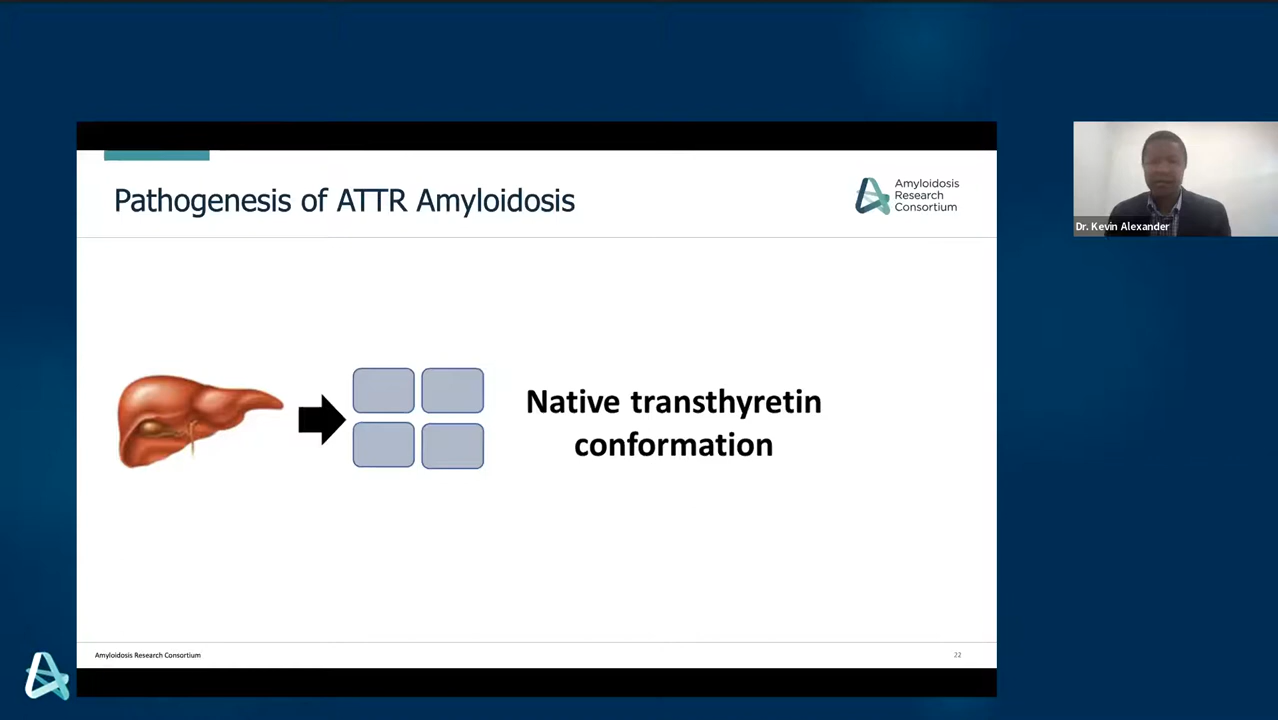 Pathogenesis of ATTR Amyloidosis
Amyloidosis
Research
Consortium
Dr. Kevin Alexander
Native transthyretin
conformation
Amyloidosis Research Consortium
22